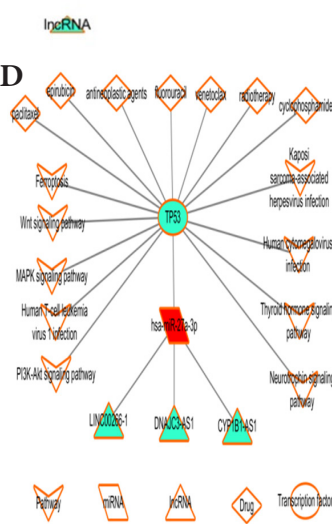 lncRNA
D
epirubicin
antineoplastic agents
fluorouracil
venetoclax
radiotherapy
cyclophosphamide
paclitaxel
Kaposi
sarcoma-associated
herpesvirus infection
Ferroptosis
TP53
Wnt signaling pathway
Human cytomegalovirus
infection
MAPK signaling pathway
Human T-cell leukemia
virus 1 infection
Thyroid hormone signaling
pathway
hsa-miR-27a-3p
PI3K-Akt signaling pathway
Neurotrophin signaling
pathway
LINC00266-1
DNAJC3-AS1
CYP1B1-AS1
Pathway
miRNA
lncRNA
Drug
Transcription factor